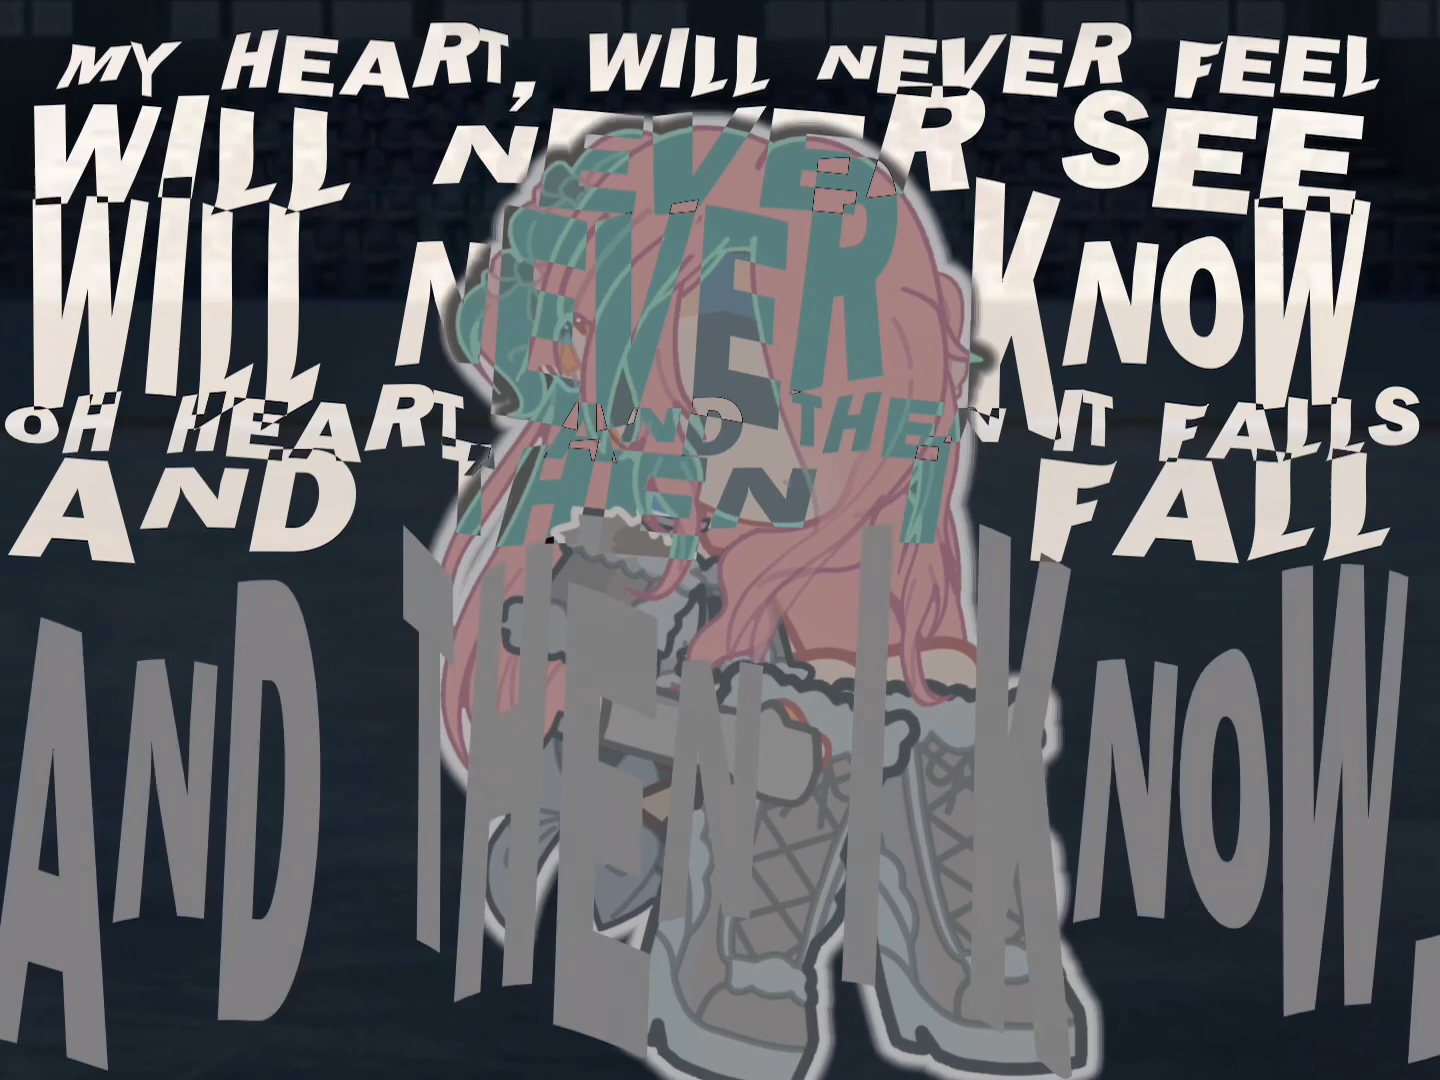 MY HEART, WILL NEVER FEEL
WILL NEVER SEE
WILL NEVER KNOW
OH HEART, AND THEN IT FALLS
AND THEN I FALL
AND THEN I KNOW.